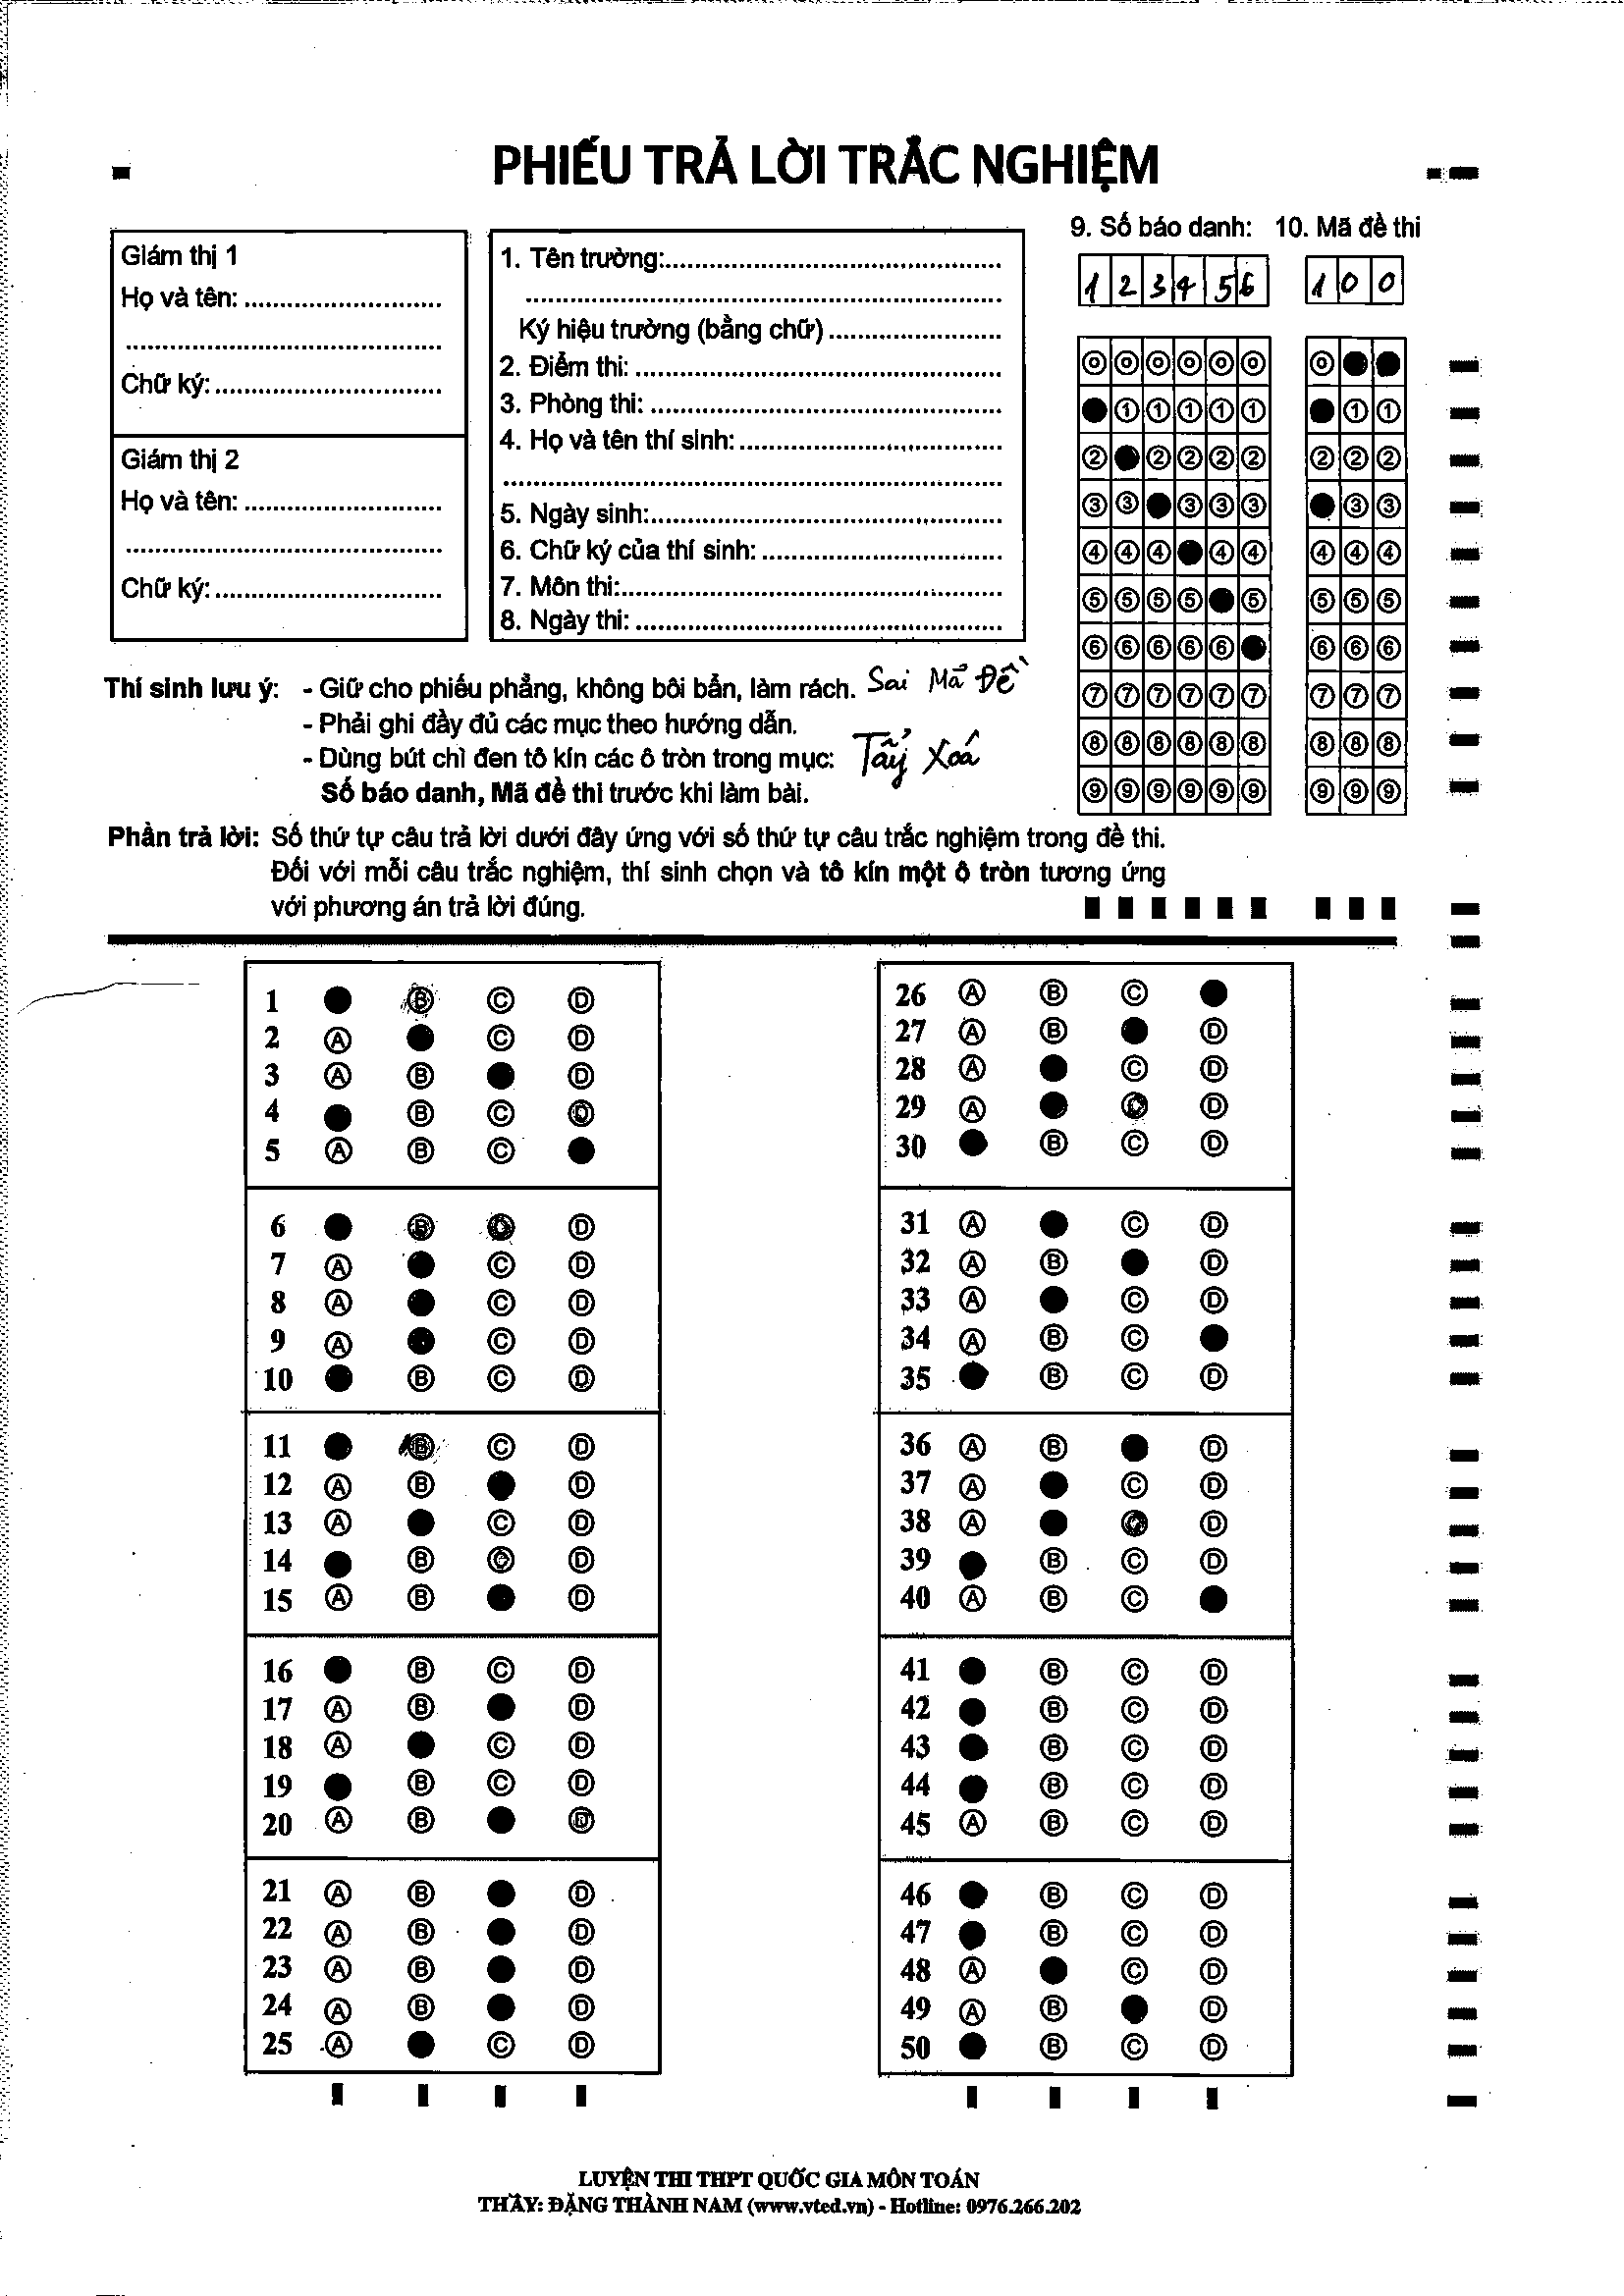 PHIẾU TRẢ LỜI TRẮC NGHIỆM
Giám thị 1
Họ và tên:
Chữ ký:
Giám thị 2
Họ và tên:
Chữ ký:
1. Tên trường:
Ký hiệu trường (bằng chữ)
2. Điểm thi:
3. Phòng thi:
4. Họ và tên thí sinh:
5. Ngày sinh:
6. Chữ ký của thí sinh:
7. Môn thi:
8. Ngày thi:
9. Số báo danh: 10. Mã đề thi
1 2 3 4 5 6 1 0 0
0 0 0 0 0 0 0
1 1 1 1 1 1 1
2 2 2 2 2 2 2 2
3 3 3 3 3 3 3
4 4 4 4 4 4 4 4
5 5 5 5 5 5 5 5
6 6 6 6 6 6 6 6
7 7 7 7 7 7 7 7 7
8 8 8 8 8 8 8 8 8
9 9 9 9 9 9 9 9 9
Thí sinh lưu ý: - Giữ cho phiếu phẳng, không bôi bẩn, làm rách. Sai Mã Đề
- Phải ghi đầy đủ các mục theo hướng dẫn.
- Dùng bút chì đen tô kín các ô tròn trong mục: Tẩy Xoá
Số báo danh, Mã đề thi trước khi làm bài.
Phần trả lời: Số thứ tự câu trả lời dưới đây ứng với số thứ tự câu trắc nghiệm trong đề thi.
Đối với mỗi câu trắc nghiệm, thí sinh chọn và tô kín một ô tròn tương ứng
với phương án trả lời đúng.
1 B C D
2 A C D
3 A B D
4 B C D
5 A B C
6 B C D
7 A C D
8 A C D
9 A C D
10 B C D
11 B C D
12 A B D
13 A C D
14 B C D
15 A B D
16 B C D
17 A B D
18 A C D
19 B C D
20 A B D
21 A B D
22 A B D
23 A B D
24 A B D
25 A C D
26 A B C
27 A B D
28 A C D
29 A C D
30 B C D
31 A C D
32 A B D
33 A C D
34 A B C
35 B C D
36 A B D
37 A C D
38 A C D
39 B C D
40 A B C
41 B C D
42 B C D
43 B C D
44 B C D
45 A B C D
46 B C D
47 B C D
48 A C D
49 A B D
50 B C D
LUYỆN THI THPT QUỐC GIA MÔN TOÁN
THẦY: ĐẶNG THÀNH NAM (www.vted.vn) - Hotline: 0976.266.202